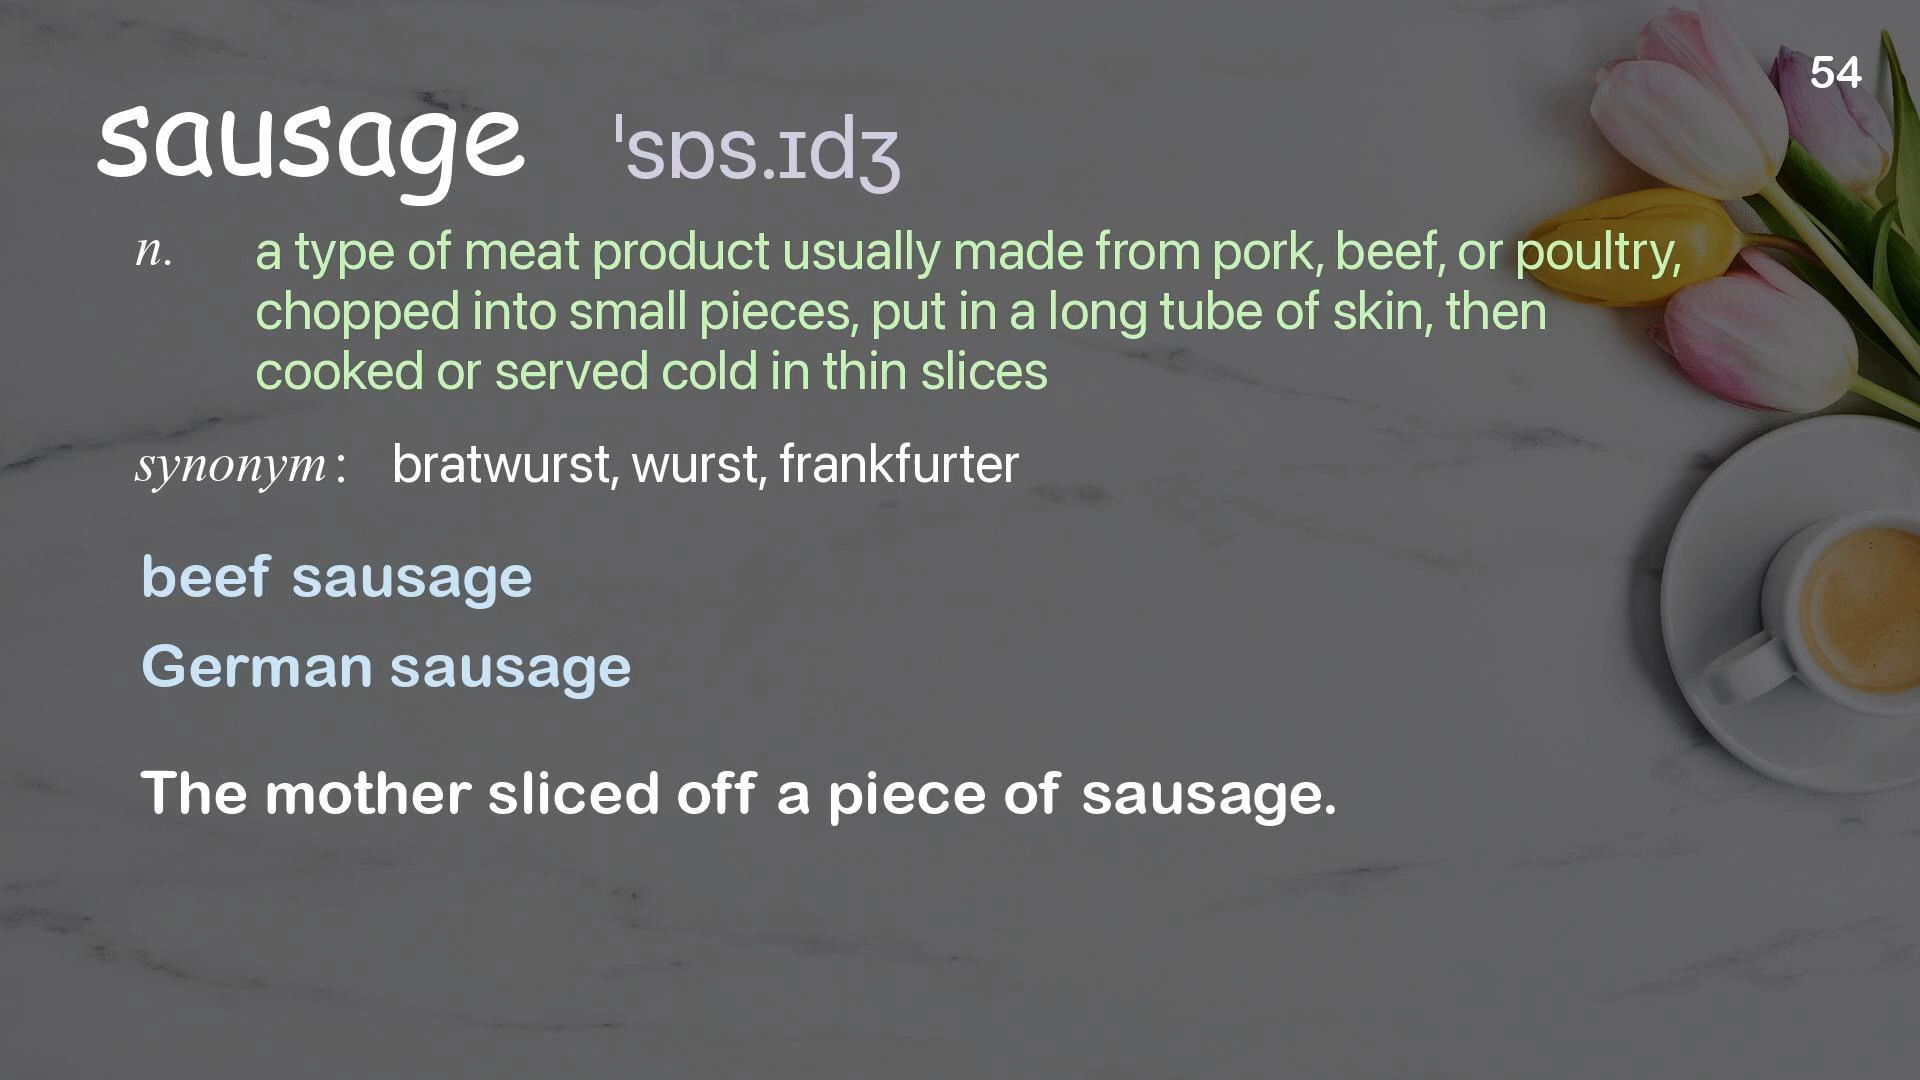 54
sausage ˈsɒs.ɪdʒ
n. a type of meat product usually made from pork, beef, or poultry,
chopped into small pieces, put in a long tube of skin, then
cooked or served cold in thin slices
synonym: bratwurst, wurst, frankfurter
beef sausage
German sausage
The mother sliced off a piece of sausage.